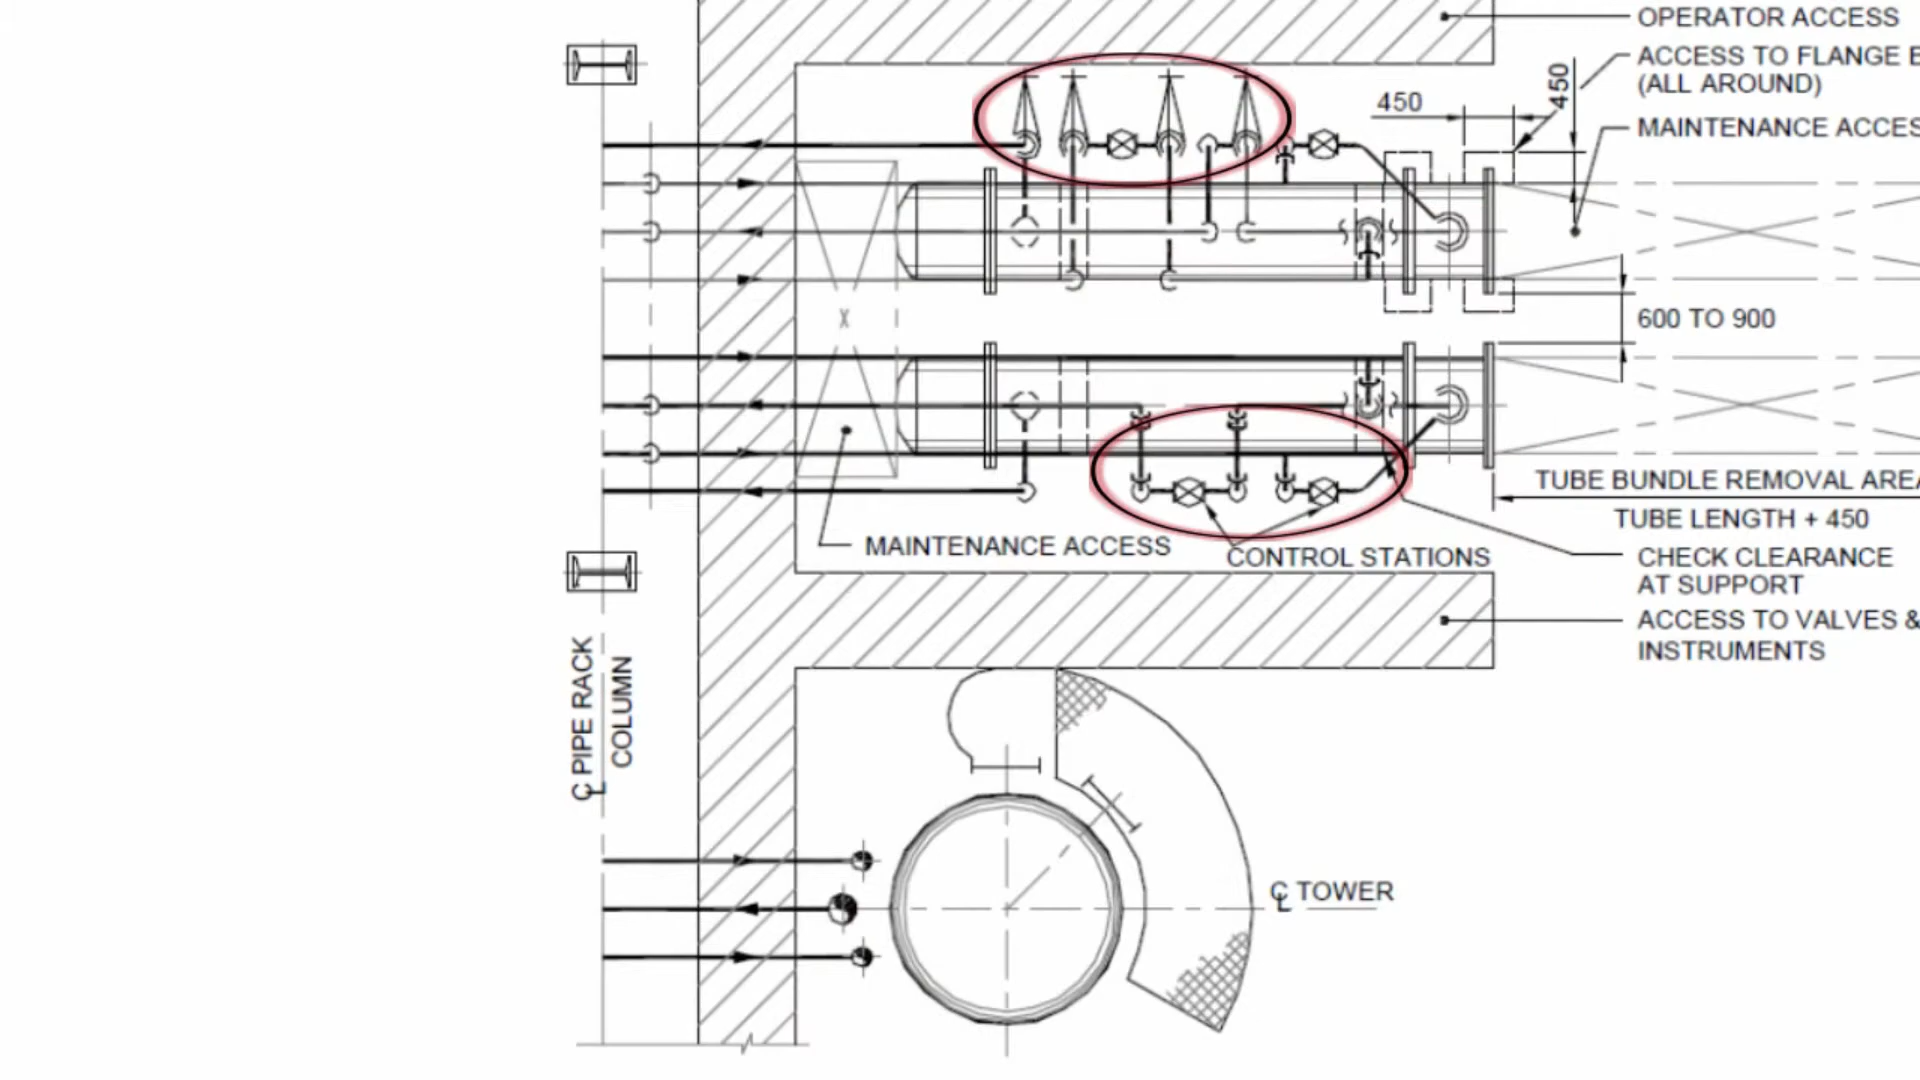 OPERATOR ACCESS
ACCESS TO FLANGE
(ALL AROUND)
450
450
MAINTENANCE
600 TO 900
TUBE BUNDLE REMOVAL AREA
TUBE LENGTH + 450
MAINTENANCE ACCESS
CONTROL STATIONS
CHECK CLEARANCE
AT SUPPORT
ACCESS TO VALVES &
INSTRUMENTS
℄ PIPE RACK
COLUMN
℄ TOWER